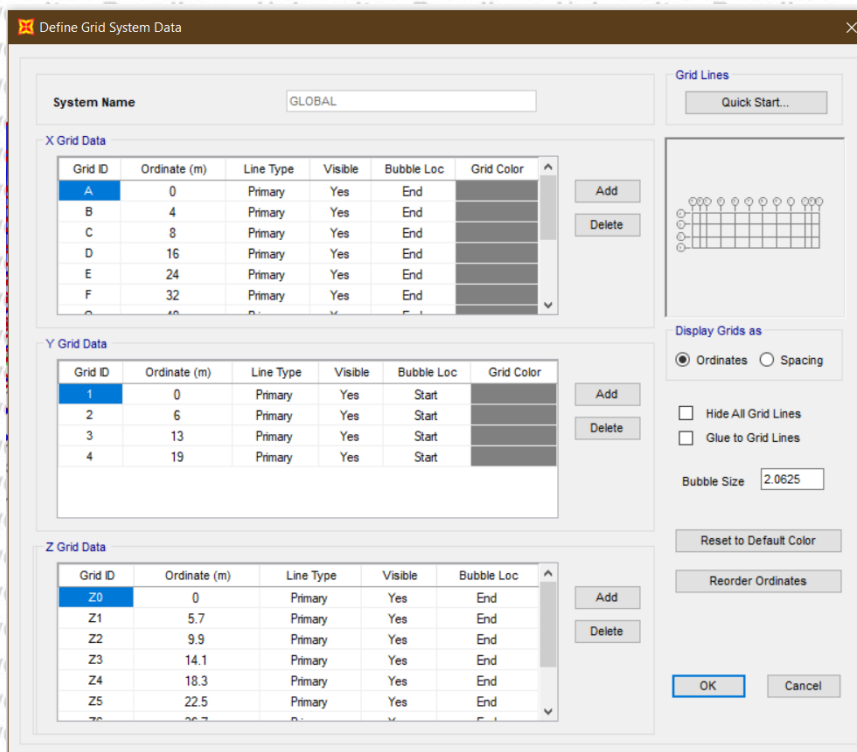 Define Grid System Data
System Name GLOBAL
Grid Lines
Quick Start...
X Grid Data
Grid ID Ordinate (m) Line Type Visible Bubble Loc Grid Color
A 0 Primary Yes End
B 4 Primary Yes End
C 8 Primary Yes End
D 16 Primary Yes End
E 24 Primary Yes End
F 32 Primary Yes End
Add
Delete
Y Grid Data
Grid ID Ordinate (m) Line Type Visible Bubble Loc Grid Color
1 0 Primary Yes Start
2 6 Primary Yes Start
3 13 Primary Yes Start
4 19 Primary Yes Start
Add
Delete
Display Grids as
Ordinates Spacing
Hide All Grid Lines
Glue to Grid Lines
Bubble Size 2.0625
Reset to Default Color
Reorder Ordinates
Z Grid Data
Grid ID Ordinate (m) Line Type Visible Bubble Loc
Z0 0 Primary Yes End
Z1 5.7 Primary Yes End
Z2 9.9 Primary Yes End
Z3 14.1 Primary Yes End
Z4 18.3 Primary Yes End
Z5 22.5 Primary Yes End
Add
Delete
OK Cancel